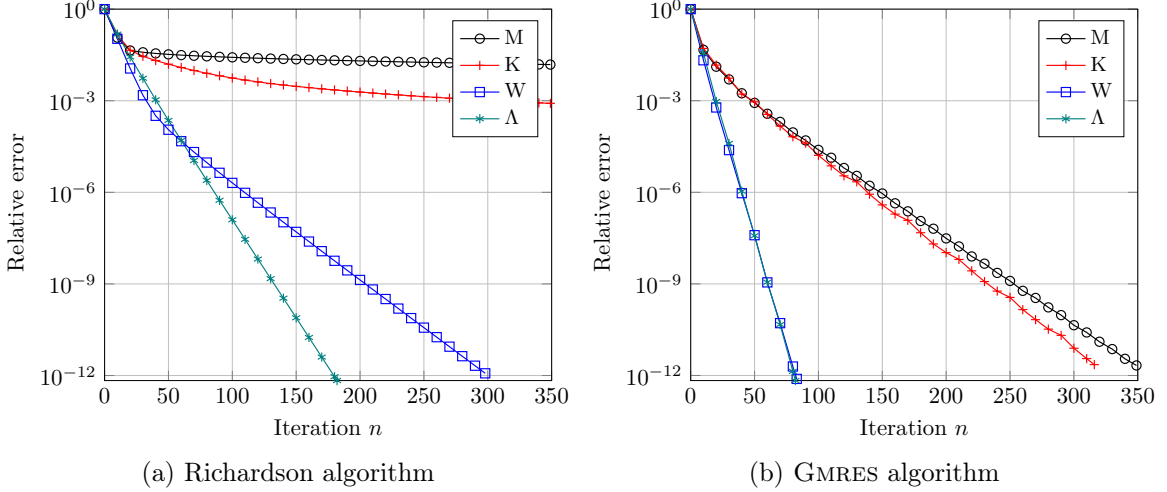 10^0
10^−3
10^−6
10^−9
10^−12
Relative error
0 50 100 150 200 250 300 350
Iteration n
M
K
W
Λ
(a) Richardson algorithm
10^0
10^−3
10^−6
10^−9
10^−12
Relative error
0 50 100 150 200 250 300 350
Iteration n
M
K
W
Λ
(b) GMRES algorithm